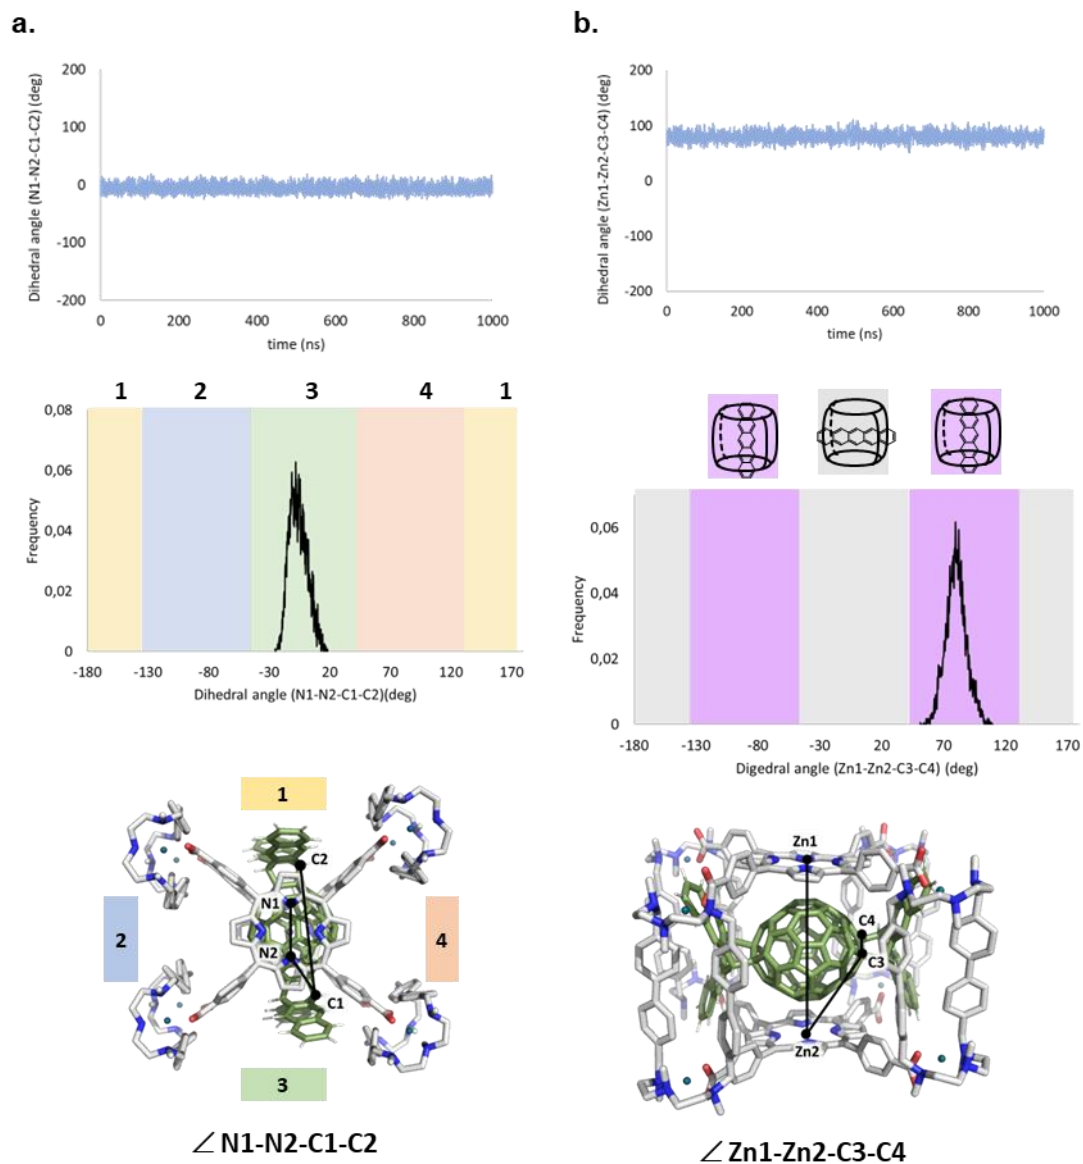 a.
200
100
0
-100
-200
Dihedral angle (N1-N2-C1-C2) (deg)
0 200 400 600 800 1000
time (ns)
1 2 3 4 1
0,08
0,06
0,04
0,02
0
Frequency
-180 -130 -80 -30 20 70 120 170
Dihedral angle (N1-N2-C1-C2)(deg)
1
C2
N1
2
4
N2
C1
3
∠ N1-N2-C1-C2
b.
200
100
0
-100
-200
Dihedral angle (Zn1-Zn2-C3-C4) (deg)
0 200 400 600 800 1000
time (ns)
0,06
0,04
0,02
0
Frequency
-180 -130 -80 -30 20 70 120 170
Digedral angle (Zn1-Zn2-C3-C4) (deg)
Zn1
C4
C3
Zn2
∠ Zn1-Zn2-C3-C4